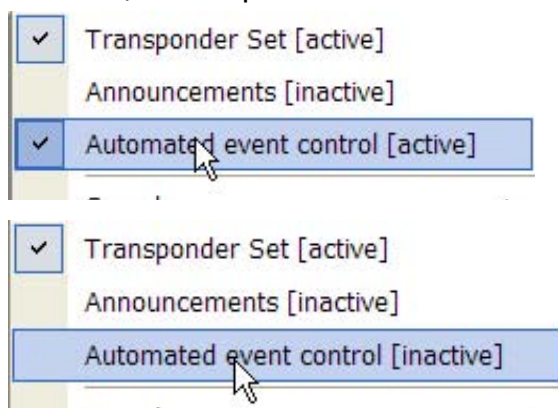 Transponder Set [active]
Announcements [inactive]
Automated event control [active]
Transponder Set [active]
Announcements [inactive]
Automated event control [inactive]